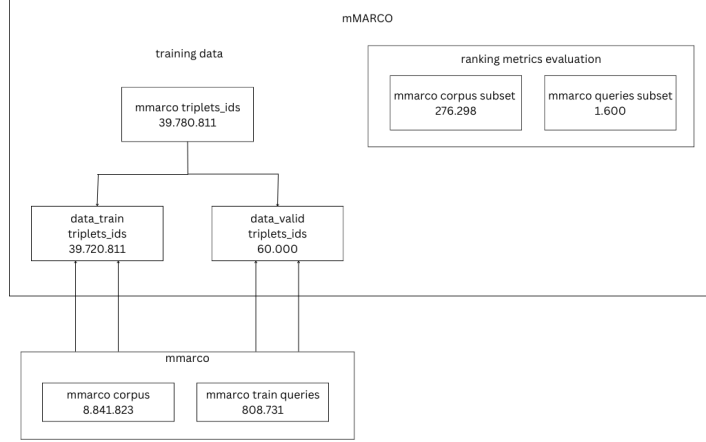 mMARCO
training data
ranking metrics evaluation
mmarco corpus subset
276.298
mmarco queries subset
1.600
mmarco triplets_ids
39.780.811
data_train
triplets_ids
39.720.811
data_valid
triplets_ids
60.000
mmarco
mmarco corpus
8.841.823
mmarco train queries
808.731